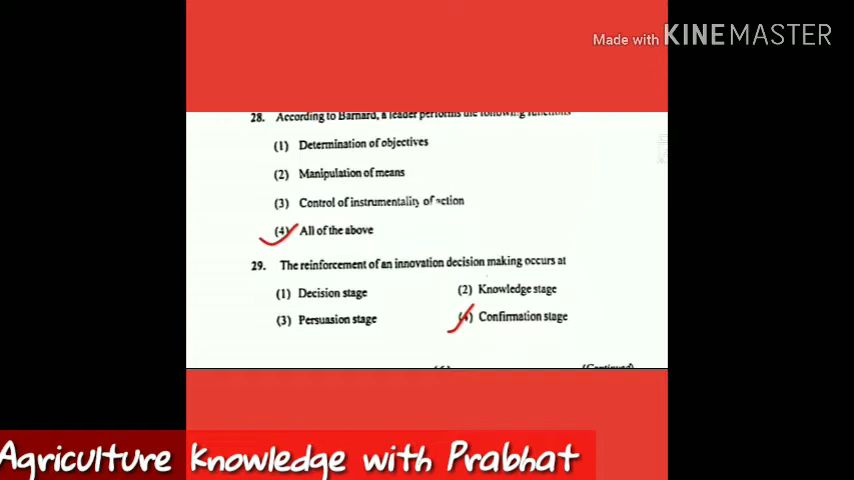 Made with KINEMASTER
28. According to Barnard, a leader performs the following functions
(1) Determination of objectives
(2) Manipulation of means
(3) Control of instrumentality of action
(4) All of the above
29. The reinforcement of an innovation decision making occurs at
(1) Decision stage (2) Knowledge stage
(3) Persuasion stage (4) Confirmation stage
(Continued)
Agriculture Knowledge with Prabhat